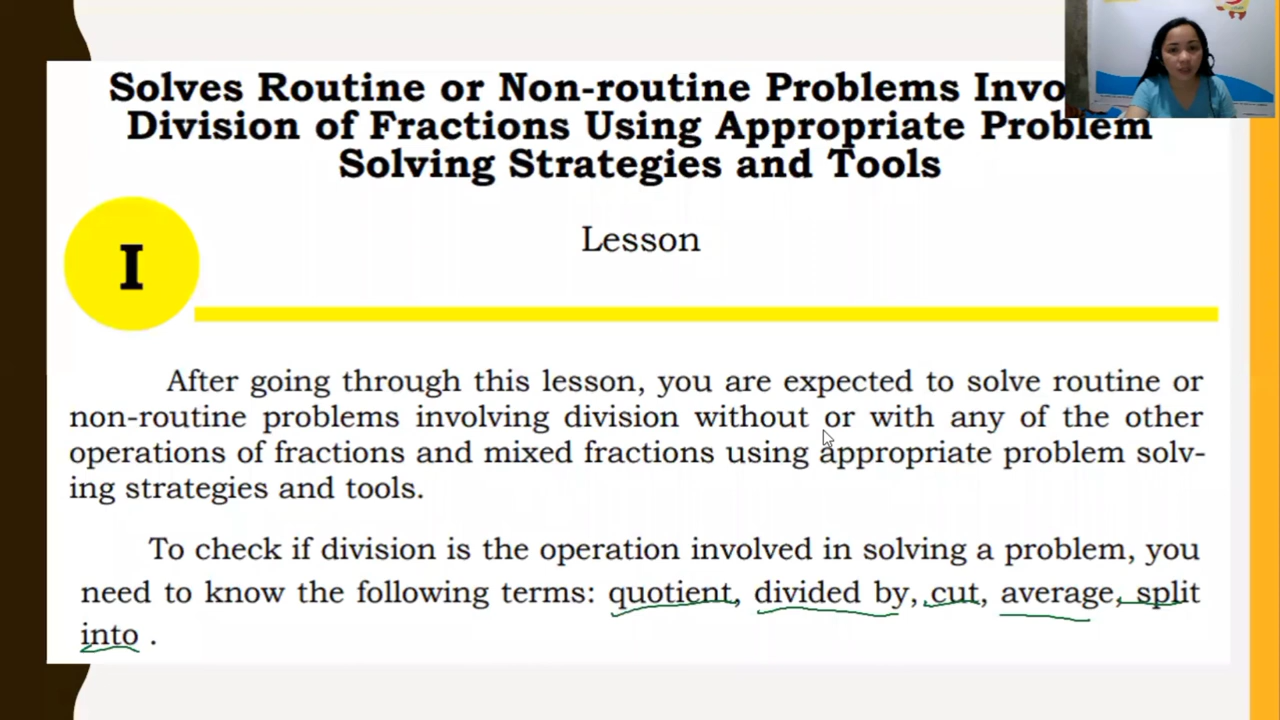 Solves Routine or Non-routine Problems Invo
Division of Fractions Using Appropriate Problem
Solving Strategies and Tools
I
Lesson
After going through this lesson, you are expected to solve routine or
non-routine problems involving division without or with any of the other
operations of fractions and mixed fractions using appropriate problem solv-
ing strategies and tools.
To check if division is the operation involved in solving a problem, you
need to know the following terms: quotient, divided by, cut, average, split
into .